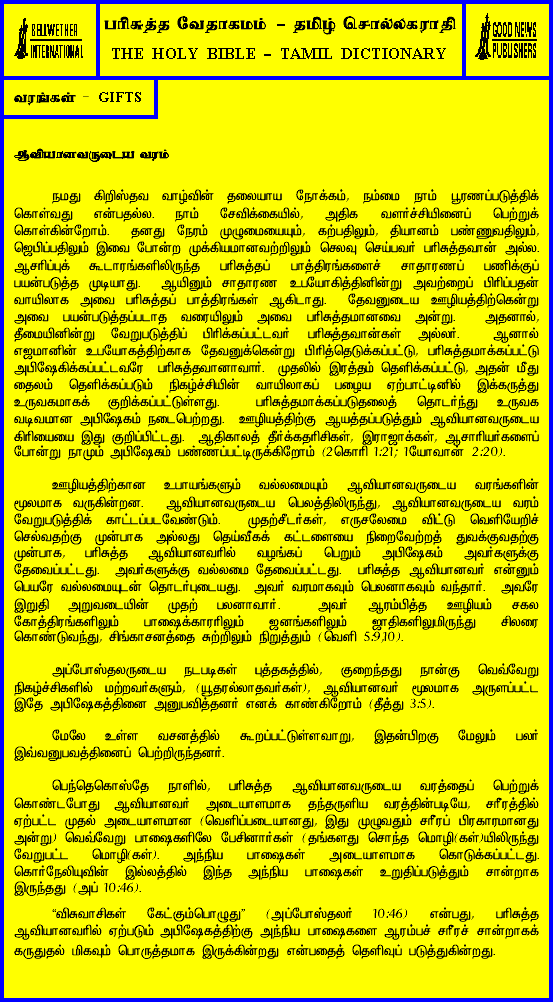 BELLWETHER
INTERNATIONAL
பரிசுத்த வேதாகமம் - தமிழ் சொல்லகராதி
THE HOLY BIBLE - TAMIL DICTIONARY
GOOD NEWS
PUBLISHERS
வரங்கள் - GIFTS
ஆவியானவருடைய வரம்
நமது கிறிஸ்தவ வாழ்வின் தலையாய நோக்கம், நம்மை நாம் பூரணப்படுத்திக்
கொள்வது என்பதல்ல. நாம் சேவிக்கையில், அதிக வளர்ச்சியினைப் பெற்றுக்
கொள்கின்றோம். தனது நேரம் முழுமையையும், கற்பதிலும், தியானம் பண்ணுவதிலும்,
ஜெபிப்பதிலும் இவை போன்ற முக்கியமானவற்றிலும் செலவு செய்பவர் பரிசுத்தவான் அல்ல.
ஆசரிப்புக் கூடாரங்களிலிருந்த பரிசுத்தப் பாத்திரங்களைச் சாதாரணப் பணிக்குப்
பயன்படுத்த முடியாது. ஆயினும் சாதாரண உபயோகித்தினின்று அவற்றைப் பிரிப்பதன்
வாயிலாக அவை பரிசுத்தப் பாத்திரங்கள் ஆகிடாது. தேவனுடைய ஊழியத்திற்கென்று
அவை பயன்படுத்தப்படாத வரையிலும் அவை பரிசுத்தமானவை அன்று. அதனால்,
தீமையினின்று வேறுபடுத்திப் பிரிக்கப்பட்டவர் பரிசுத்தவான்கள் அல்லர். ஆனால்
எஜமானின் உபயோகத்திற்காக தேவனுக்கென்று பிரித்தெடுக்கப்பட்டு, பரிசுத்தமாக்கப்பட்டு
அபிஷேகிக்கப்பட்டவரே பரிசுத்தவானாவார். முதலில் இரத்தம் தெளிக்கப்பட்டு, அதன் மீது
தைலம் தெளிக்கப்படும் நிகழ்ச்சியின் வாயிலாகப் பழைய ஏற்பாட்டினில் இக்கருத்து
உருவகமாகக் குறிக்கப்பட்டுள்ளது. பரிசுத்தமாக்கப்படுதலைத் தொடர்ந்து உருவக
வடிவமான அபிஷேகம் நடைபெற்றது. ஊழியத்திற்கு ஆயத்தப்படுத்தும் ஆவியானவருடைய
கிரியையை இது குறிப்பிட்டது. ஆதிகாலத் தீர்க்கதரிசிகள், இராஜாக்கள், ஆசாரியர்களைப்
போன்று நாமும் அபிஷேகம் பண்ணப்பட்டிருக்கிறோம் (2கொரி 1:21; 1யோவான் 2:20).
ஊழியத்திற்கான உபாயங்களும் வல்லமையும் ஆவியானவருடைய வரங்களின்
மூலமாக வருகின்றன. ஆவியானவருடைய பெலத்திலிருந்து, ஆவியானவருடைய வரம்
வேறுபடுத்திக் காட்டப்படவேண்டும். முதற்சீடர்கள், எருசலேமை விட்டு வெளியேறிச்
செல்வதற்கு முன்பாக அல்லது தெய்வீகக் கட்டளையை நிறைவேற்றத் துவக்குவதற்கு
முன்பாக, பரிசுத்த ஆவியானவரில் வழங்கப் பெறும் அபிஷேகம் அவர்களுக்கு
தேவைப்பட்டது. அவர்களுக்கு வல்லமை தேவைப்பட்டது. பரிசுத்த ஆவியானவர் என்னும்
பெயரே வல்லமையுடன் தொடர்புடையது. அவர் வரமாகவும் பெலனாகவும் வந்தார். அவரே
இறுதி அறுவடையின் முதற் பலனாவார். அவர் ஆரம்பித்த ஊழியம் சகல
கோத்திரங்களிலும் பாஷைக்காரரிலும் ஜனங்களிலும் ஜாதிகளிலுமிருந்து சிலரை
கொண்டுவந்து, சிங்காசனத்தை சுற்றிலும் நிறுத்தும் (வெளி 5:9,10).
அப்போஸ்தலருடைய நடபடிகள் புத்தகத்தில், குறைந்தது நான்கு வெவ்வேறு
நிகழ்ச்சிகளில் மற்றவர்களும், (யூதரல்லாதவர்கள்), ஆவியானவர் மூலமாக அருளப்பட்ட
இதே அபிஷேகத்தினை அனுபவித்தனர் எனக் காண்கிறோம் (தீத்து 3:5).
மேலே உள்ள வசனத்தில் கூறப்பட்டுள்ளவாறு, இதன்பிறகு மேலும் பலர்
இவ்வனுபவத்தினைப் பெற்றிருந்தனர்.
பெந்தெகொஸ்தே நாளில், பரிசுத்த ஆவியானவருடைய வரத்தைப் பெற்றுக்
கொண்டபோது ஆவியானவர் அடையாளமாக தந்தருளிய வரத்தின்படியே, சரீரத்தில்
ஏற்பட்ட முதல் அடையாளமான (வெளிப்படையானது, இது முழுவதும் சரீரப் பிரகாரமானது
அன்று) வெவ்வேறு பாஷைகளிலே பேசினார்கள் (தங்களது சொந்த மொழி(கள்)யிலிருந்து
வேறுபட்ட மொழி(கள்). அந்நிய பாஷைகள் அடையாளமாக கொடுக்கப்பட்டது.
கொர்நேலியுவின் இல்லத்தில் இந்த அந்நிய பாஷைகள் உறுதிப்படுத்தும் சான்றாக
இருந்தது (அப் 10:46).
“விசுவாசிகள் கேட்கும்பொழுது” (அப்போஸ்தலர் 10:46) என்பது, பரிசுத்த
ஆவியானவரில் ஏற்படும் அபிஷேகத்திற்கு அந்நிய பாஷைகளை ஆரம்பச் சரீரச் சான்றாகக்
கருதுதல் மிகவும் பொருத்தமாக இருக்கின்றது என்பதைத் தெளிவுப் படுத்துகின்றது.